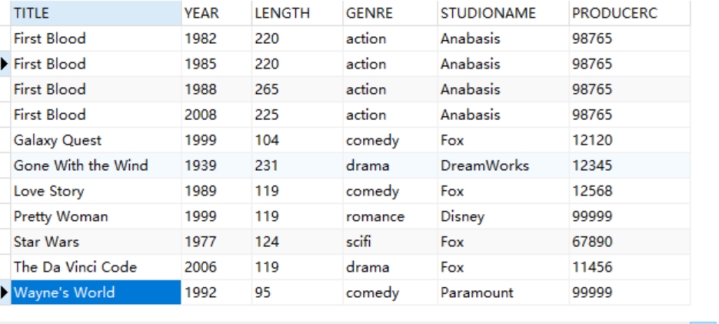 TITLE YEAR LENGTH GENRE STUDIONAME PRODUCERC
First Blood 1982 220 action Anabasis 98765
First Blood 1985 220 action Anabasis 98765
First Blood 1988 265 action Anabasis 98765
First Blood 2008 225 action Anabasis 98765
Galaxy Quest 1999 104 comedy Fox 12120
Gone With the Wind 1939 231 drama DreamWorks 12345
Love Story 1989 119 comedy Fox 12568
Pretty Woman 1999 119 romance Disney 99999
Star Wars 1977 124 scifi Fox 67890
The Da Vinci Code 2006 119 drama Fox 11456
Wayne's World 1992 95 comedy Paramount 99999